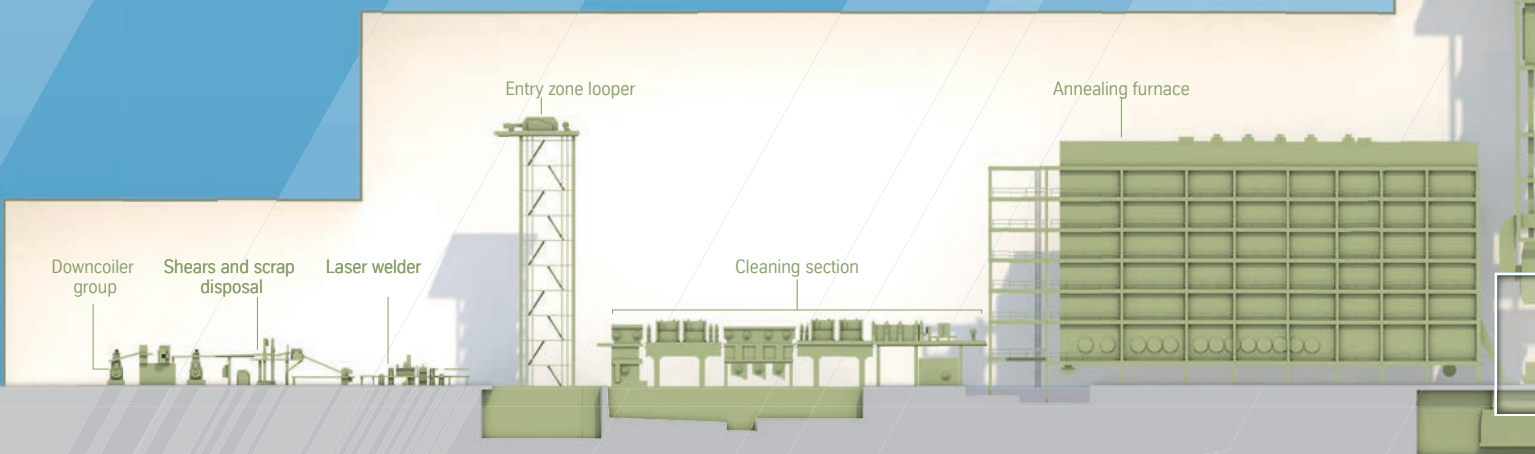 Entry zone looper
Annealing furnace
Downcoiler
group
Shears and scrap
disposal
Laser welder
Cleaning section